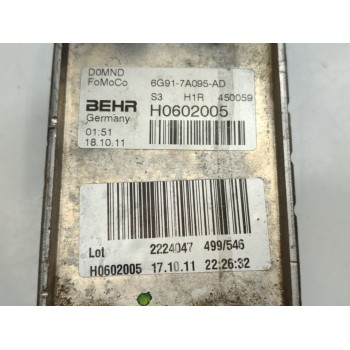 DOMND
FoMoCo 6G91-7A095-AD
S3 H1R 450059
BEHR H0602005
Germany
01:51
18.10.11
Lot 2224047 499/546
H0602005 17.10.11 22:26:32